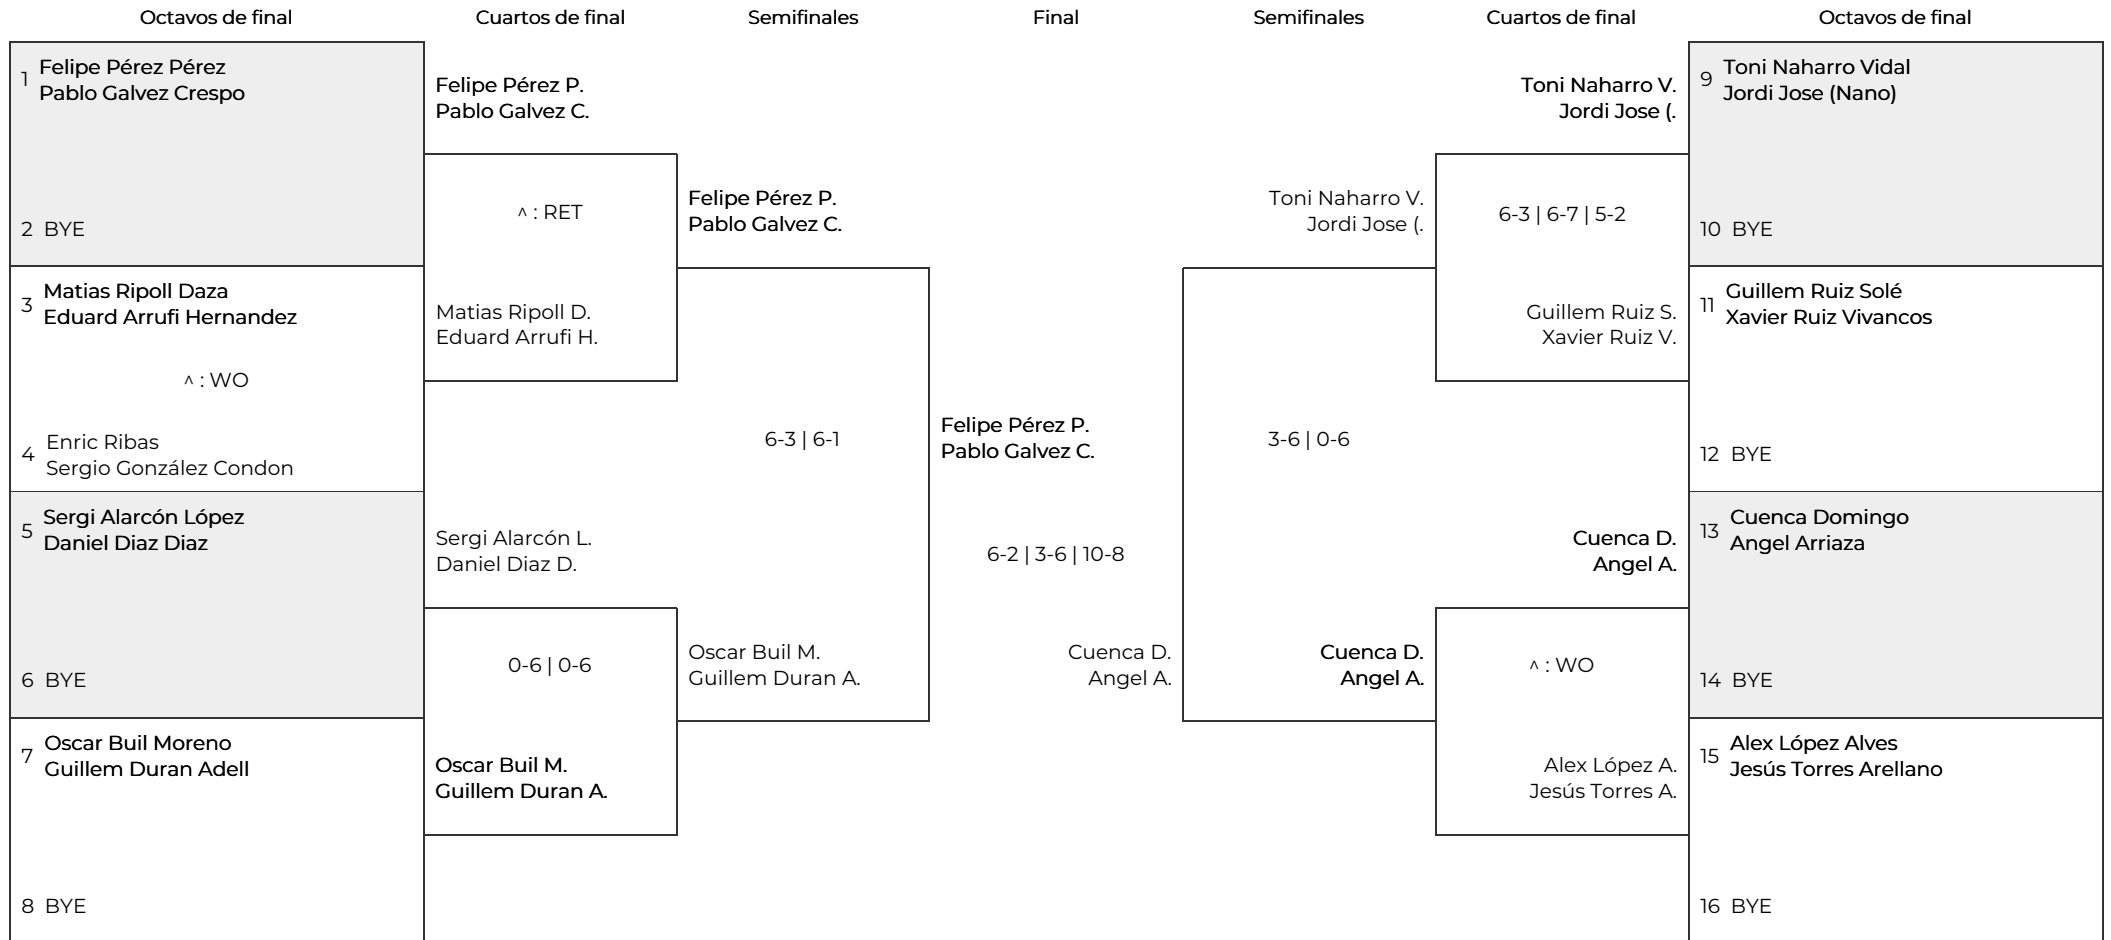 Octavos de final
Cuartos de final
Semifinales
Final
Semifinales
Cuartos de final
Octavos de final
1 Felipe Pérez Pérez
Pablo Galvez Crespo
2 BYE
3 Matias Ripoll Daza
Eduard Arrufi Hernandez
^ : WO
4 Enric Ribas
Sergio González Condon
5 Sergi Alarcón López
Daniel Diaz Diaz
6 BYE
7 Oscar Buil Moreno
Guillem Duran Adell
8 BYE
Felipe Pérez P.
Pablo Galvez C.
^ : RET
Matias Ripoll D.
Eduard Arrufi H.
Sergi Alarcón L.
Daniel Diaz D.
0-6 | 0-6
Oscar Buil M.
Guillem Duran A.
Felipe Pérez P.
Pablo Galvez C.
6-3 | 6-1
Oscar Buil M.
Guillem Duran A.
Felipe Pérez P.
Pablo Galvez C.
6-2 | 3-6 | 10-8
Cuenca D.
Angel A.
Toni Naharro V.
Jordi Jose (.
3-6 | 0-6
Cuenca D.
Angel A.
Toni Naharro V.
Jordi Jose (.
6-3 | 6-7 | 5-2
Guillem Ruiz S.
Xavier Ruiz V.
Cuenca D.
Angel A.
^ : WO
Alex López A.
Jesús Torres A.
9 Toni Naharro Vidal
Jordi Jose (Nano)
10 BYE
11 Guillem Ruiz Solé
Xavier Ruiz Vivancos
12 BYE
13 Cuenca Domingo
Angel Arriaza
14 BYE
15 Alex López Alves
Jesús Torres Arellano
16 BYE